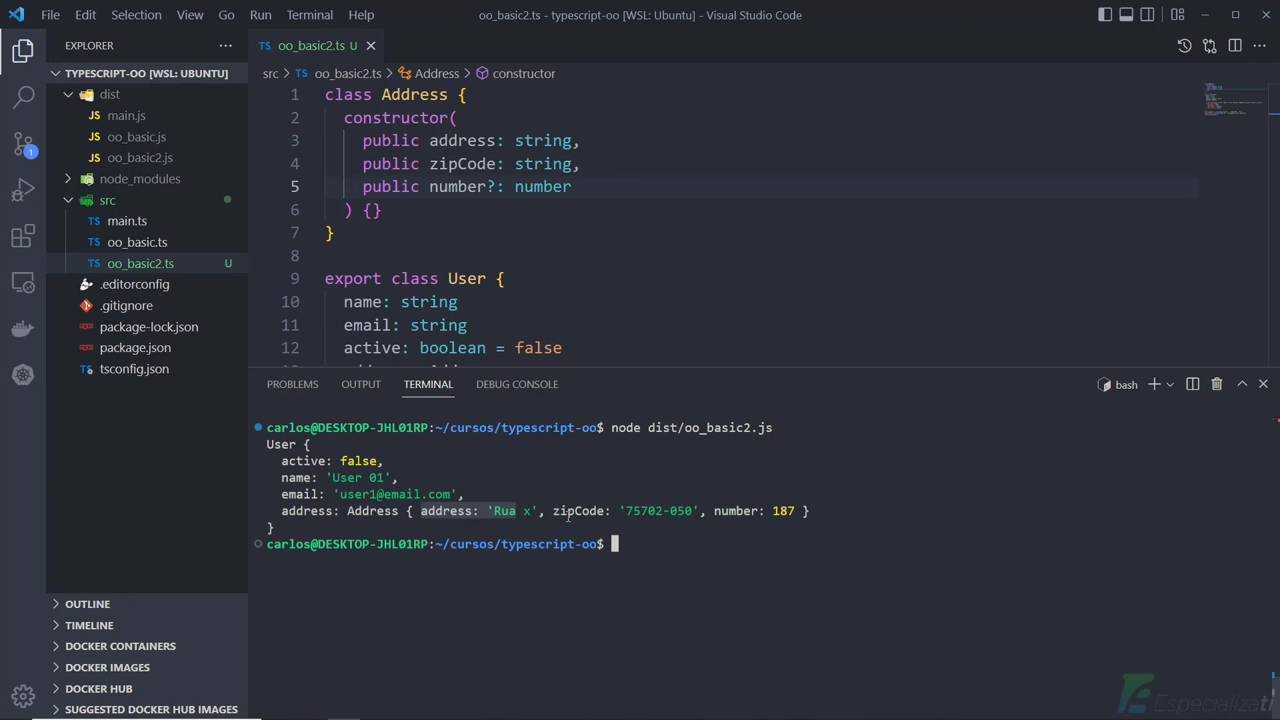 File Edit Selection View Go Run Terminal Help
oo_basic2.ts - typescript-oo [WSL: Ubuntu] - Visual Studio Code
EXPLORER
TYPESCRIPT-OO [WSL: UBUNTU]
dist
main.js
oo_basic.js
oo_basic2.js
node_modules
src
TS main.ts
TS oo_basic.ts
TS oo_basic2.ts U
.editorconfig
.gitignore
package-lock.json
package.json
tsconfig.json
OUTLINE
TIMELINE
DOCKER CONTAINERS
DOCKER IMAGES
DOCKER HUB
SUGGESTED DOCKER HUB IMAGES
TS oo_basic2.ts U
src > TS oo_basic2.ts > Address > constructor
1 class Address {
2 constructor(
3 public address: string,
4 public zipCode: string,
5 public number?: number
6 ) {}
7 }
8
9 export class User {
10 name: string
11 email: string
12 active: boolean = false
PROBLEMS OUTPUT TERMINAL DEBUG CONSOLE
bash
carlos@DESKTOP-JHL01RP:~/cursos/typescript-oo$ node dist/oo_basic2.js
User {
active: false,
name: 'User 01',
email: 'user1@email.com',
address: Address { address: 'Rua x', zipCode: '75702-050', number: 187 }
}
carlos@DESKTOP-JHL01RP:~/cursos/typescript-oo$
Especializati